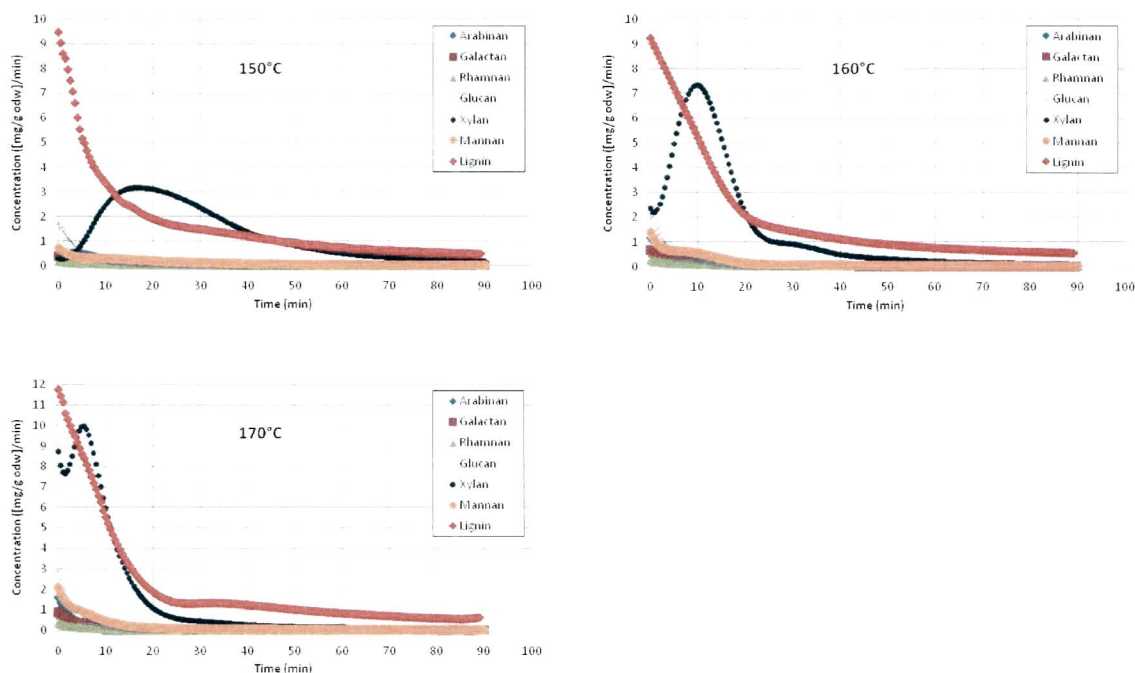 10
9
8
7
6
5
4
3
2
1
0
Concentration ([mg/g odw]/min)
150°C
Arabinan
Galactan
Rhamnan
Glucan
Xylan
Mannan
Lignin
0 10 20 30 40 50 60 70 80 90 100
Time (min)
10
9
8
7
6
5
4
3
2
1
0
Concentration ([mg/g odw]/min)
160°C
Arabinan
Galactan
Rhamnan
Glucan
Xylan
Mannan
Lignin
0 10 20 30 40 50 60 70 80 90 100
Time (min)
12
11
10
9
8
7
6
5
4
3
2
1
0
Concentration ([mg/g odw]/min)
170°C
Arabinan
Galactan
Rhamnan
Glucan
Xylan
Mannan
Lignin
0 10 20 30 40 50 60 70 80 90 100
Time (min)